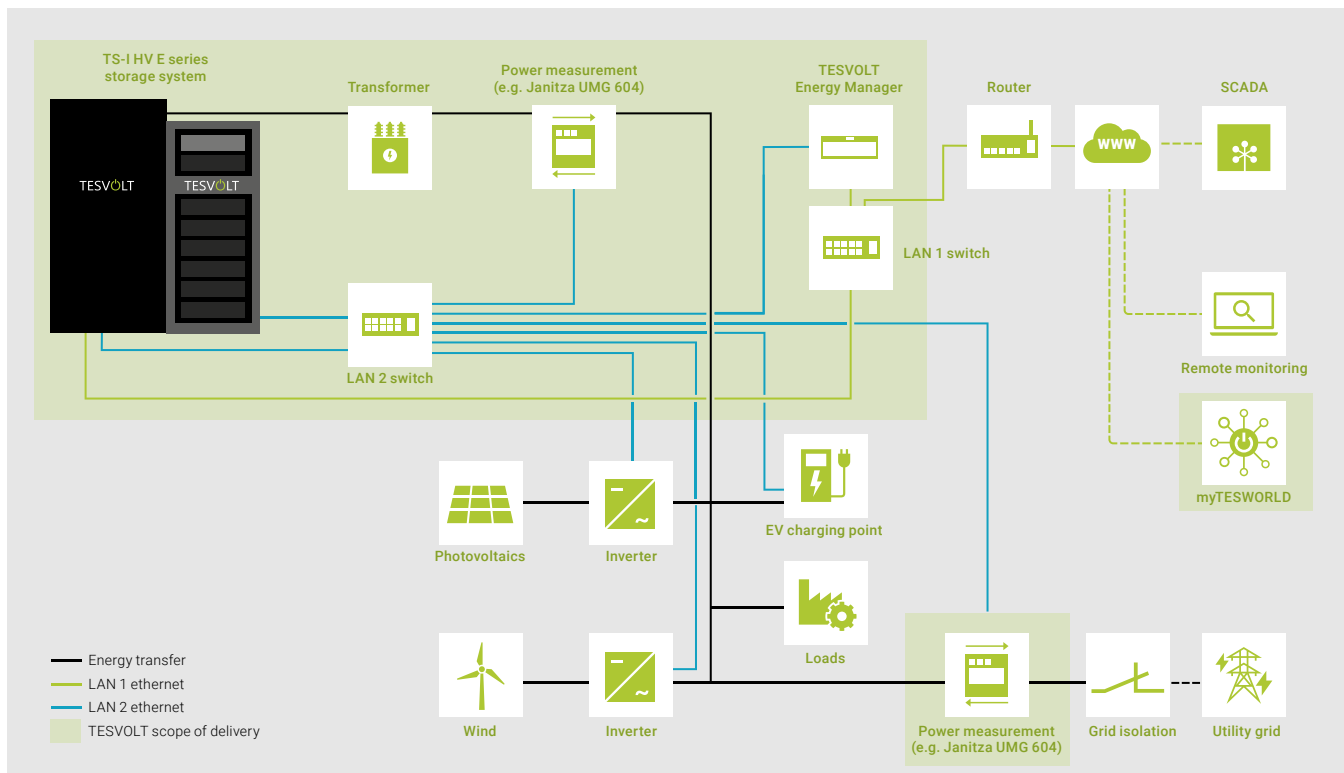 TS-I HV E series
storage system
Transformer
Power measurement
(e.g. Janitza UMG 604)
TESVOLT
Energy Manager
Router
SCADA
WWW
TESVOLT
TESVOLT
LAN 1 switch
LAN 2 switch
Remote monitoring
myTESWORLD
Photovoltaics
Inverter
EV charging point
Loads
Wind
Inverter
Power measurement
(e.g. Janitza UMG 604)
Grid isolation
Utility grid
Energy transfer
LAN 1 ethernet
LAN 2 ethernet
TESVOLT scope of delivery